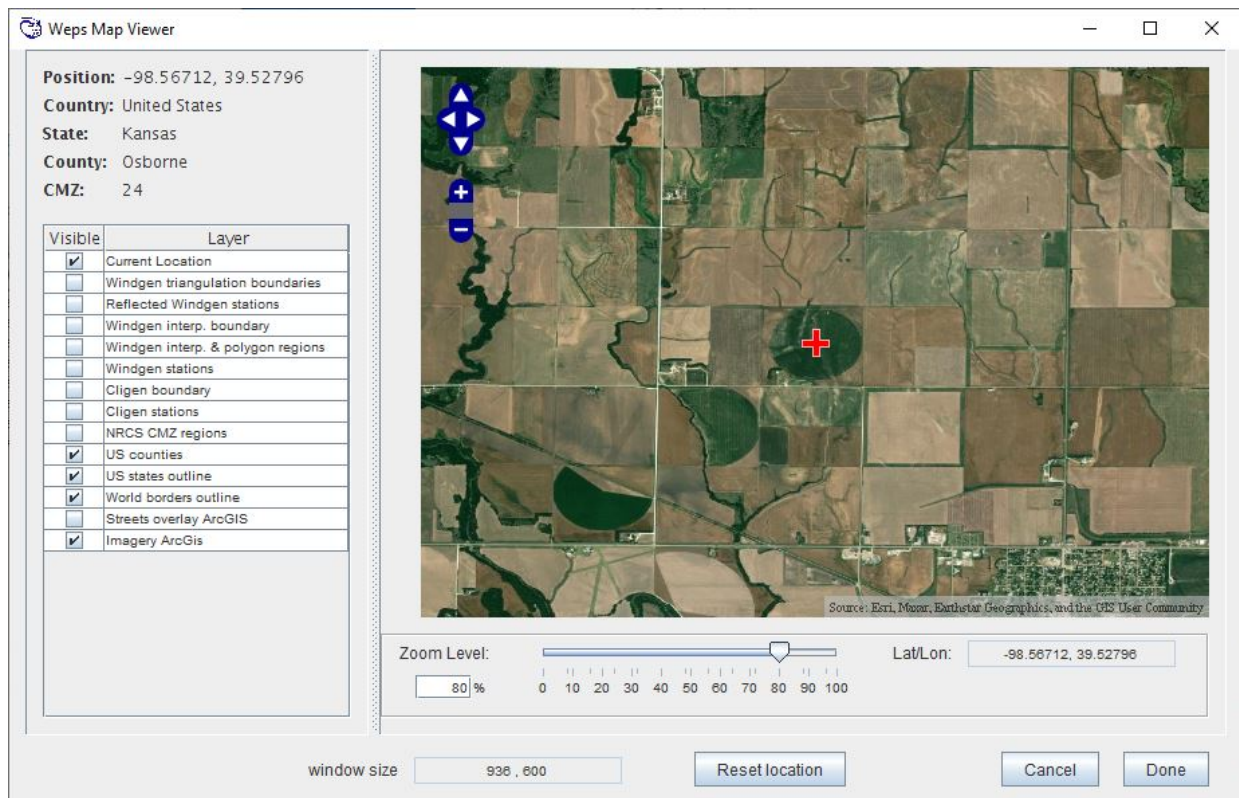 Weps Map Viewer
Position: -98.56712, 39.52796
Country: United States
State: Kansas
County: Osborne
CMZ: 24
Visible Layer
Current Location
Windgen triangulation boundaries
Reflected Windgen stations
Windgen interp. boundary
Windgen interp. & polygon regions
Windgen stations
Cligen boundary
Cligen stations
NRCS CMZ regions
US counties
US states outline
World borders outline
Streets overlay ArcGIS
Imagery ArcGis
Source: Esri, Maxar, Earthstar Geographics, and the GIS User Community
Zoom Level:
80 %
0 10 20 30 40 50 60 70 80 90 100
Lat/Lon: -98.56712, 39.52796
window size 936 , 600
Reset location
Cancel
Done